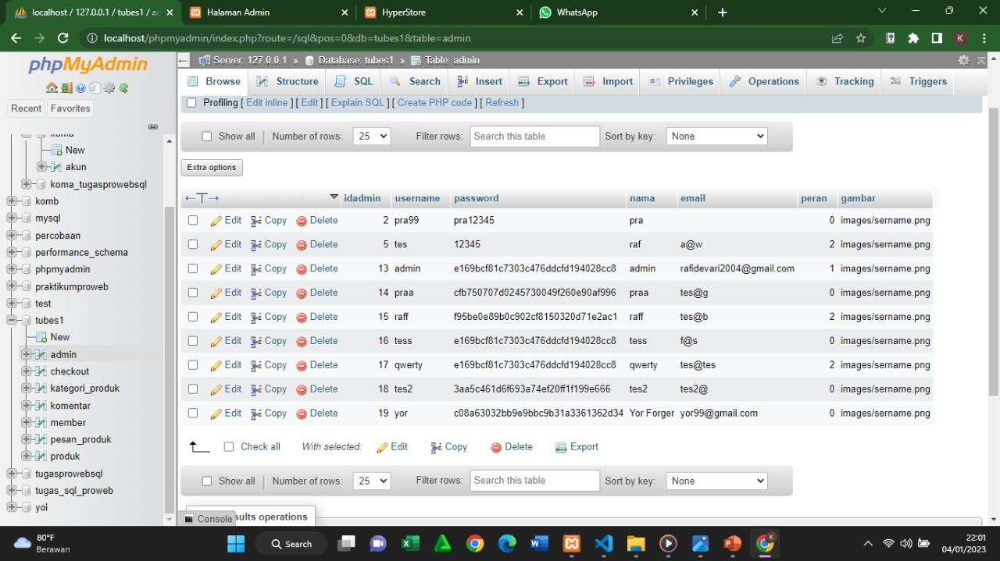 localhost / 127.0.0.1 / tubes1 / ad
Halaman Admin
HyperStore
WhatsApp
localhost/phpmyadmin/index.php?route=/sql&pos=0&db=tubes1&table=admin
K
phpMyAdmin
Recent Favorites
koma
New
akun
koma_tugasprowebsql
komb
mysql
percobaan
performance_schema
phpmyadmin
praktikumproweb
test
tubes1
New
admin
checkout
kategori_produk
komentar
member
pesan_produk
produk
tugasprowebsql
tugas_sql_proweb
yoi
Server: 127.0.0.1 » Database: tubes1 » Table: admin
Browse Structure SQL Search Insert Export Import Privileges Operations Tracking Triggers
Profiling [ Edit inline ] [ Edit ] [ Explain SQL ] [ Create PHP code ] [ Refresh ]
Show all Number of rows: 25 Filter rows: Search this table Sort by key: None
Extra options
←T→ idadmin username password nama email peran gambar
Edit Copy Delete 2 pra99 pra12345 pra 0 images/sername.png
Edit Copy Delete 5 tes 12345 raf a@w 2 images/sername.png
Edit Copy Delete 13 admin e169bcf81c7303c476ddcfd194028cc8 admin rafidevari2004@gmail.com 1 images/sername.png
Edit Copy Delete 14 praa cfb750707d0245730049f260e90af996 praa tes@g 0 images/sername.png
Edit Copy Delete 15 raff f95be0e89b0c902cf8150320d71e2ac1 raff tes@b 2 images/sername.png
Edit Copy Delete 16 tess e169bcf81c7303c476ddcfd194028cc8 tess f@s 0 images/sername.png
Edit Copy Delete 17 qwerty e169bcf81c7303c476ddcfd194028cc8 qwerty tes@tes 2 images/sername.png
Edit Copy Delete 18 tes2 3aa5c461d6f693a74ef20ff1f199e666 tes2 tes2@ 0 images/sername.png
Edit Copy Delete 19 yor c08a63032bb9e9bbc9b31a3361362d34 Yor Forger yor99@gmail.com 0 images/sername.png
Check all With selected: Edit Copy Delete Export
Show all Number of rows: 25 Filter rows: Search this table Sort by key: None
Console sults operations
80°F
Berawan
Search
K
22:01
04/01/2023